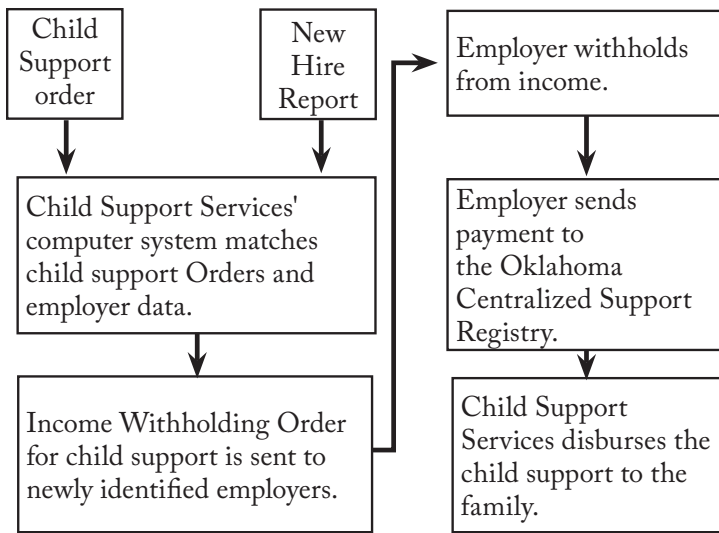 Child
Support
order
New
Hire
Report
Child Support Services'
computer system matches
child support Orders and
employer data.
Income Withholding Order
for child support is sent to
newly identified employers.
Employer withholds
from income.
Employer sends
payment to
the Oklahoma
Centralized Support
Registry.
Child Support
Services disburses the
child support to the
family.